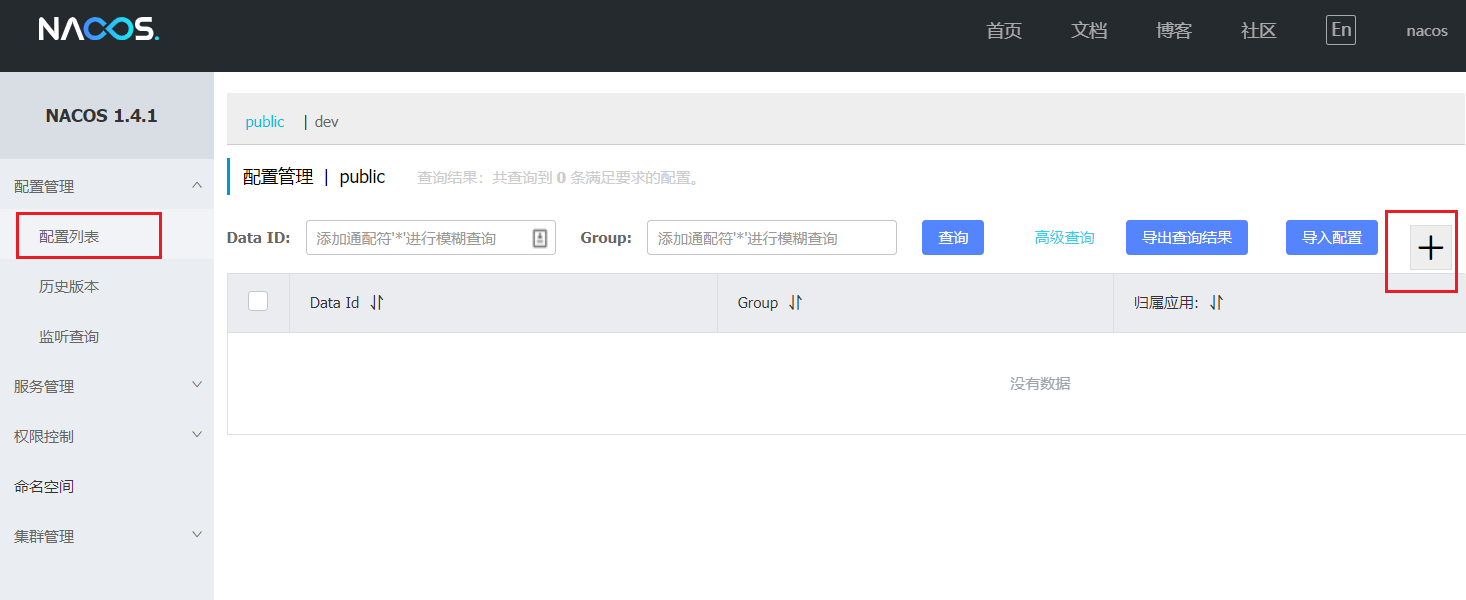 NACOS.
首页 文档 博客 社区 En nacos
NACOS 1.4.1
public | dev
配置管理
配置管理 | public 查询结果：共查询到 0 条满足要求的配置。
配置列表
Data ID: 添加通配符'*'进行模糊查询 Group: 添加通配符'*'进行模糊查询 查询 高级查询 导出查询结果 导入配置 +
历史版本
Data Id Group 归属应用:
监听查询
服务管理
没有数据
权限控制
命名空间
集群管理